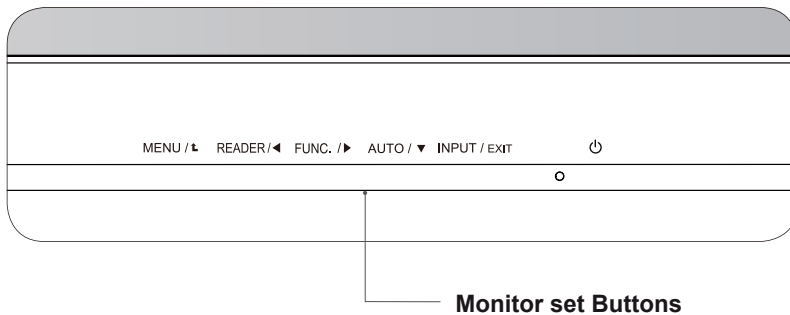 MENU / ⮤ READER / ◀ FUNC. / ▶ AUTO / ▼ INPUT / EXIT ⏻
Monitor set Buttons